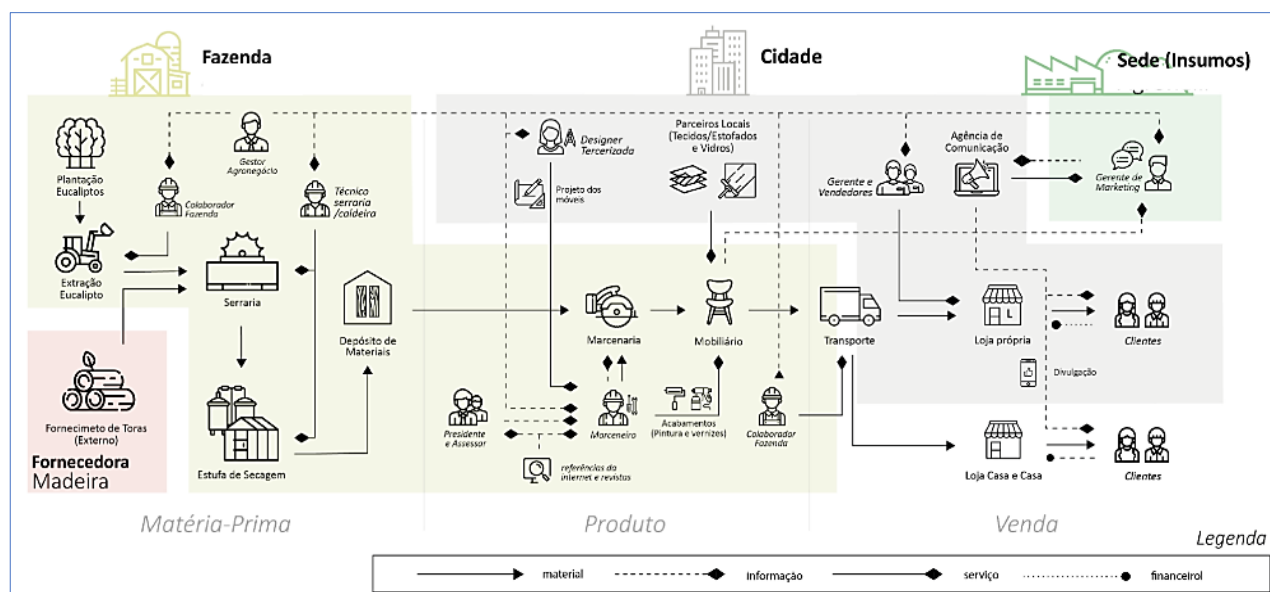 Fazenda
Cidade
Sede (Insumos)
Plantação
Eucaliptos
Gestor
Agronegócio
Colaborador
Fazenda
Técnico
serraria
/caldeira
Designer
Tercerizada
Projeto dos
móveis
Parceiros Locais
(Tecidos/Estofados
e Vidros)
Gerente e
Vendedores
Agência de
Comunicação
Gerente de
Marketing
Extração
Eucalipto
Serraria
Depósito de
Materiais
Marcenaria
Mobiliário
Transporte
L
Loja própria
Clientes
Divulgação
Fornecimeto de Toras
(Externo)
Fornecedora
Madeira
Estufa de Secagem
Presidente
e Assessor
Marceneiro
referências da
internet e revistas
Acabamentos
(Pintura e vernizes)
Colaborador
Fazenda
Loja Casa e Casa
Clientes
Matéria-Prima
Produto
Venda
Legenda
material
informação
serviço
financeirol